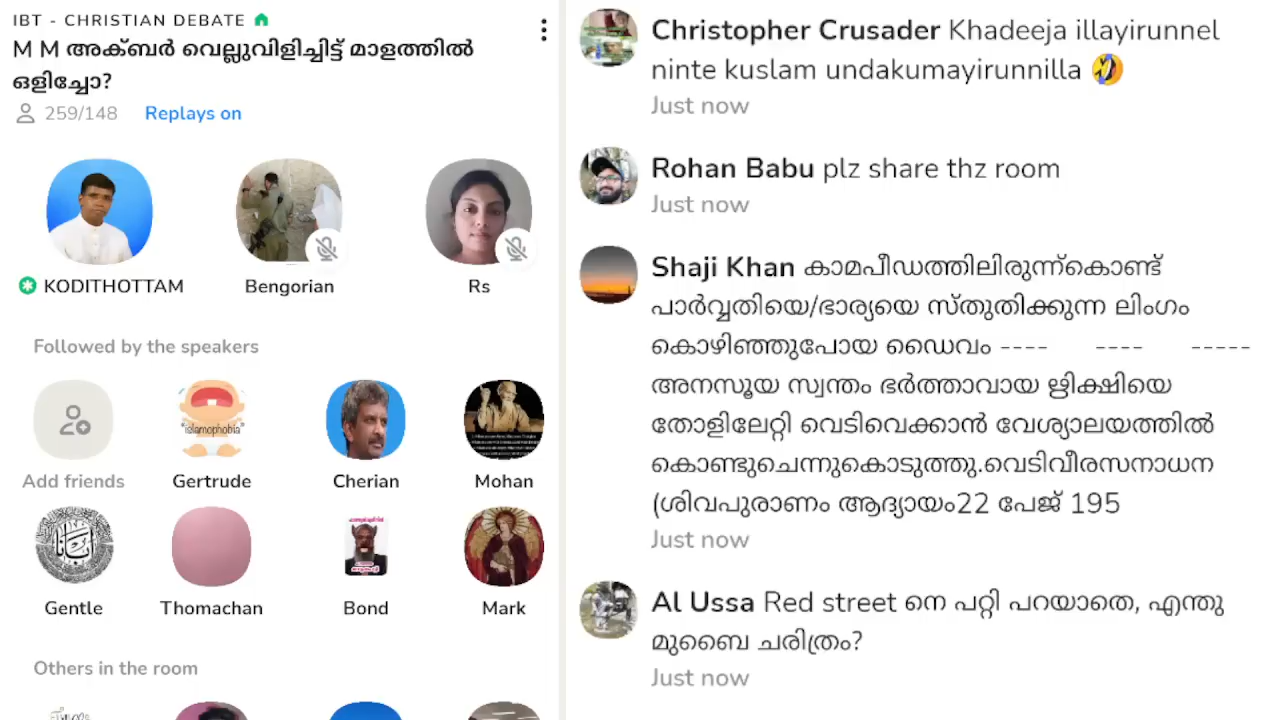 IBT - CHRISTIAN DEBATE
M M അക്ബർ വെല്ലുവിളിച്ചിട്ട് മാളത്തിൽ
ഒളിച്ചോ?
259/148 Replays on
KODITHOTTAM
Bengorian
Rs
Followed by the speakers
"islamophobia"
Add friends
Gertrude
Cherian
Mohan
Gentle
Thomachan
Bond
Mark
Others in the room
Christopher Crusader Khadeeja illayirunnel
ninte kuslam undakumayirunnilla 🤣
Just now
Rohan Babu plz share thz room
Just now
Shaji Khan കാമപീഡത്തിലിരുന്ന്കൊണ്ട്
പാർവ്വതിയെ/ഭാര്യയെ സ്തുതിക്കുന്ന ലിംഗം
കൊഴിഞ്ഞുപോയ ഡൈവം ---- ---- -----
അനസൂയ സ്വന്തം ഭർത്താവായ ഋിക്ഷിയെ
തോളിലേറ്റി വെടിവെക്കാൻ വേശ്യാലയത്തിൽ
കൊണ്ടുചെന്നുകൊടുത്തു.വെടിവീരസനാധന
(ശിവപുരാണം ആദ്യായം22 പേജ് 195
Just now
Al Ussa Red street നെ പറ്റി പറയാതെ, എന്തു
മുബൈ ചരിത്രം?
Just now